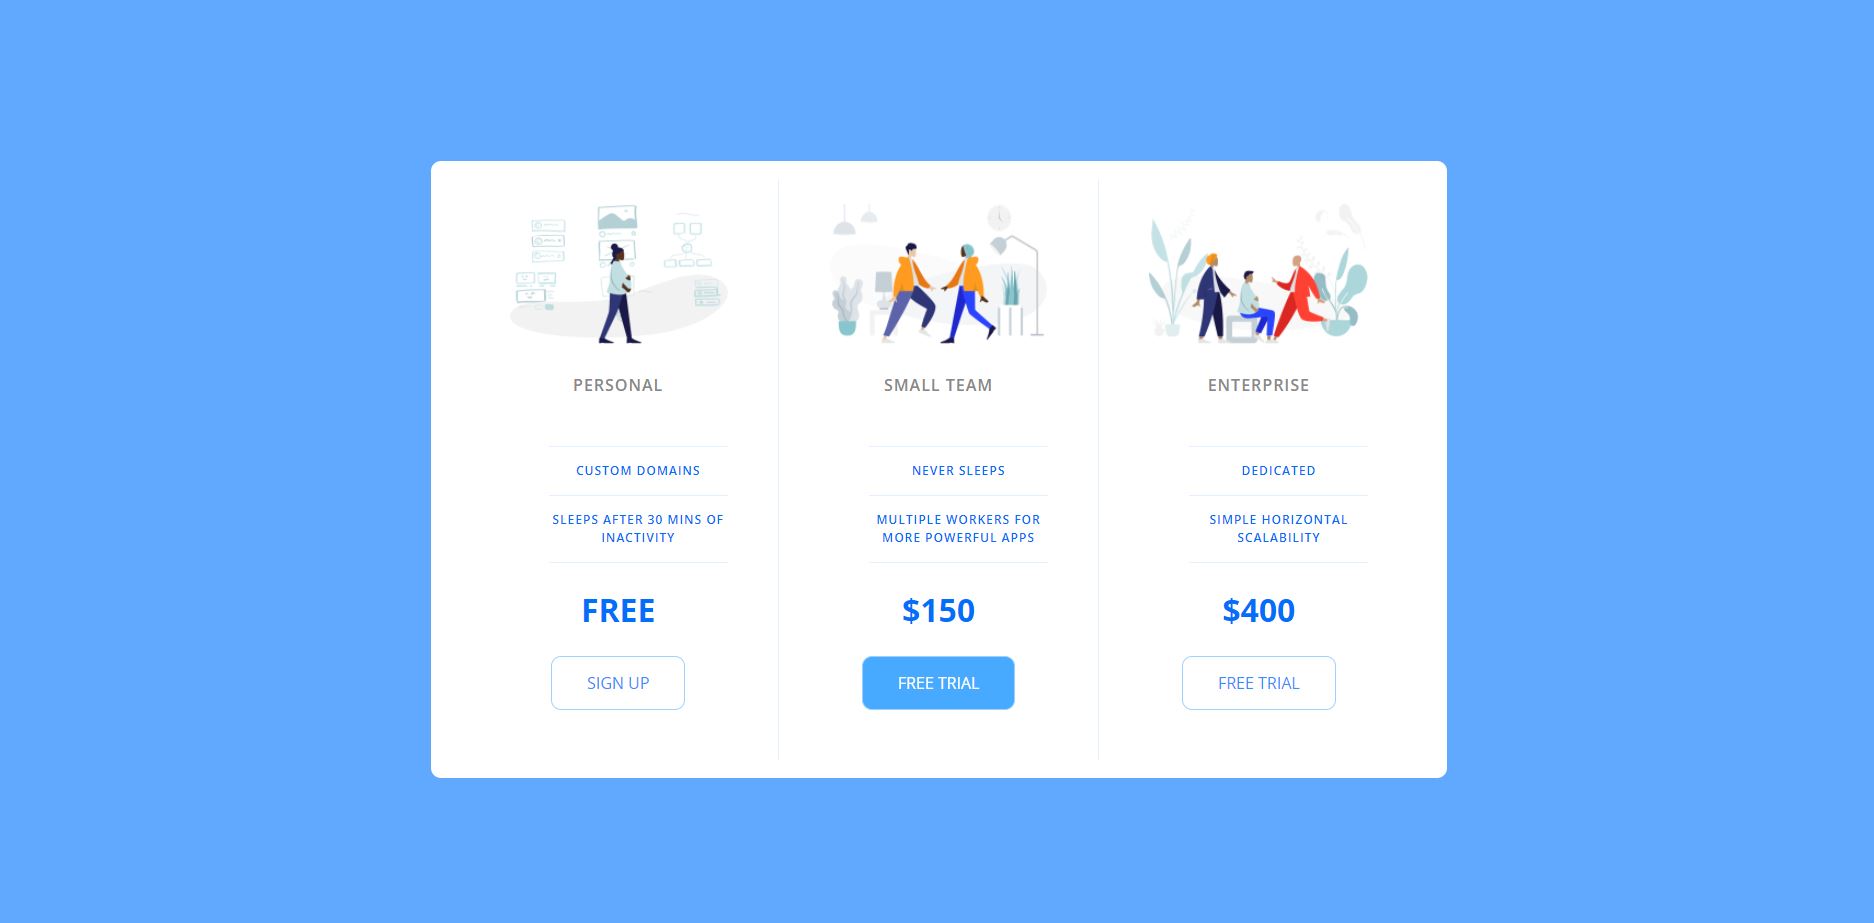 PERSONAL
CUSTOM DOMAINS
SLEEPS AFTER 30 MINS OF
INACTIVITY
FREE
SIGN UP
SMALL TEAM
NEVER SLEEPS
MULTIPLE WORKERS FOR
MORE POWERFUL APPS
$150
FREE TRIAL
ENTERPRISE
DEDICATED
SIMPLE HORIZONTAL
SCALABILITY
$400
FREE TRIAL